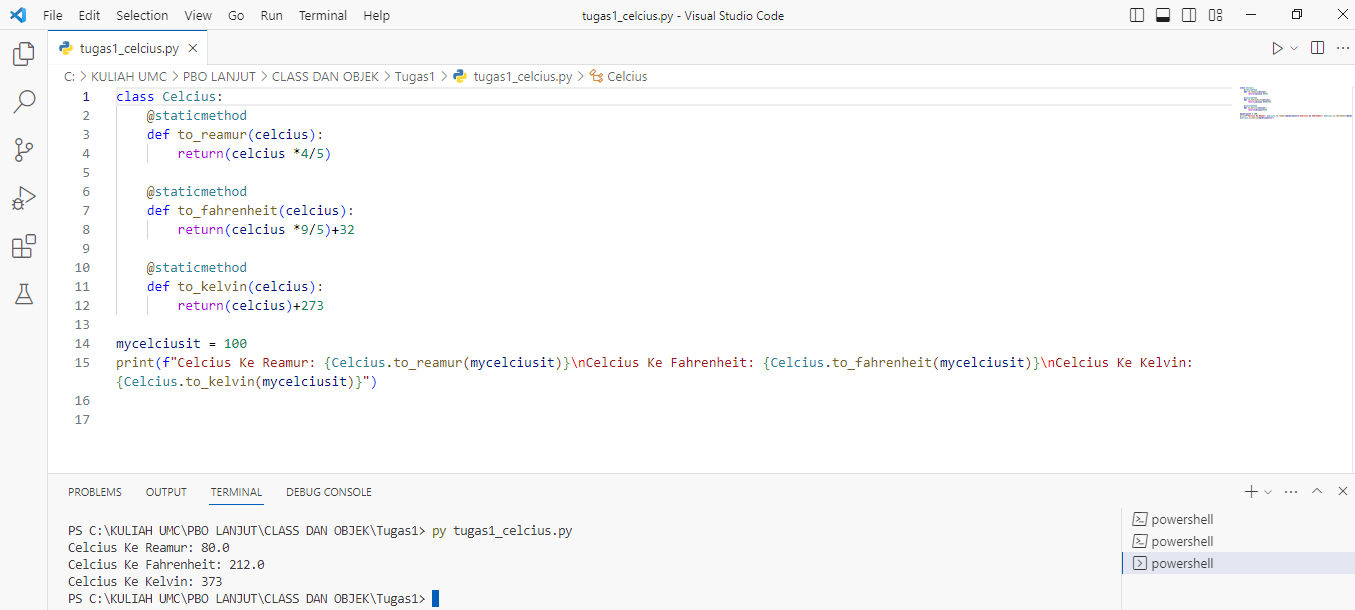 File Edit Selection View Go Run Terminal Help
tugas1_celcius.py - Visual Studio Code
tugas1_celcius.py
C: > KULIAH UMC > PBO LANJUT > CLASS DAN OBJEK > Tugas1 > tugas1_celcius.py > Celcius
1 class Celcius:
2 @staticmethod
3 def to_reamur(celcius):
4 return(celcius *4/5)
5
6 @staticmethod
7 def to_fahrenheit(celcius):
8 return(celcius *9/5)+32
9
10 @staticmethod
11 def to_kelvin(celcius):
12 return(celcius)+273
13
14 mycelciusit = 100
15 print(f"Celcius Ke Reamur: {Celcius.to_reamur(mycelciusit)}\nCelcius Ke Fahrenheit: {Celcius.to_fahrenheit(mycelciusit)}\nCelcius Ke Kelvin:
{Celcius.to_kelvin(mycelciusit)}")
16
17
PROBLEMS OUTPUT TERMINAL DEBUG CONSOLE
PS C:\KULIAH UMC\PBO LANJUT\CLASS DAN OBJEK\Tugas1> py tugas1_celcius.py
Celcius Ke Reamur: 80.0
Celcius Ke Fahrenheit: 212.0
Celcius Ke Kelvin: 373
PS C:\KULIAH UMC\PBO LANJUT\CLASS DAN OBJEK\Tugas1>
powershell
powershell
powershell